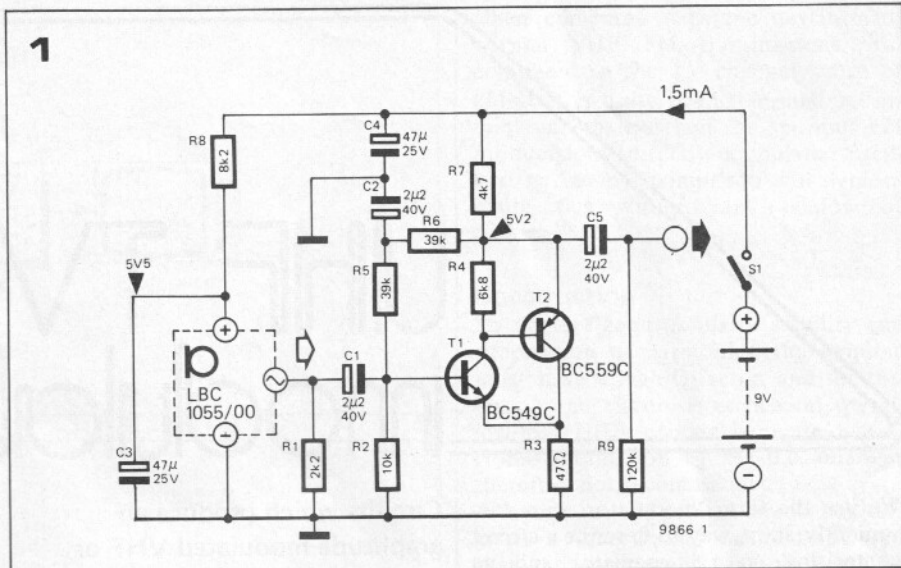 1
1.5mA
R8
8k2
C4
47µ
25V
C2
2µ2
40V
R7
4k7
R6
39k
5V2
C5
2µ2
40V
S1
5V5
R5
39k
R4
6k8
T2
BC559C
T1
BC549C
+
LBC
1055/00
−
C1
2µ2
40V
C3
47µ
25V
R1
2k2
R2
10k
R3
47Ω
R9
120k
+
9V
−
9866 1